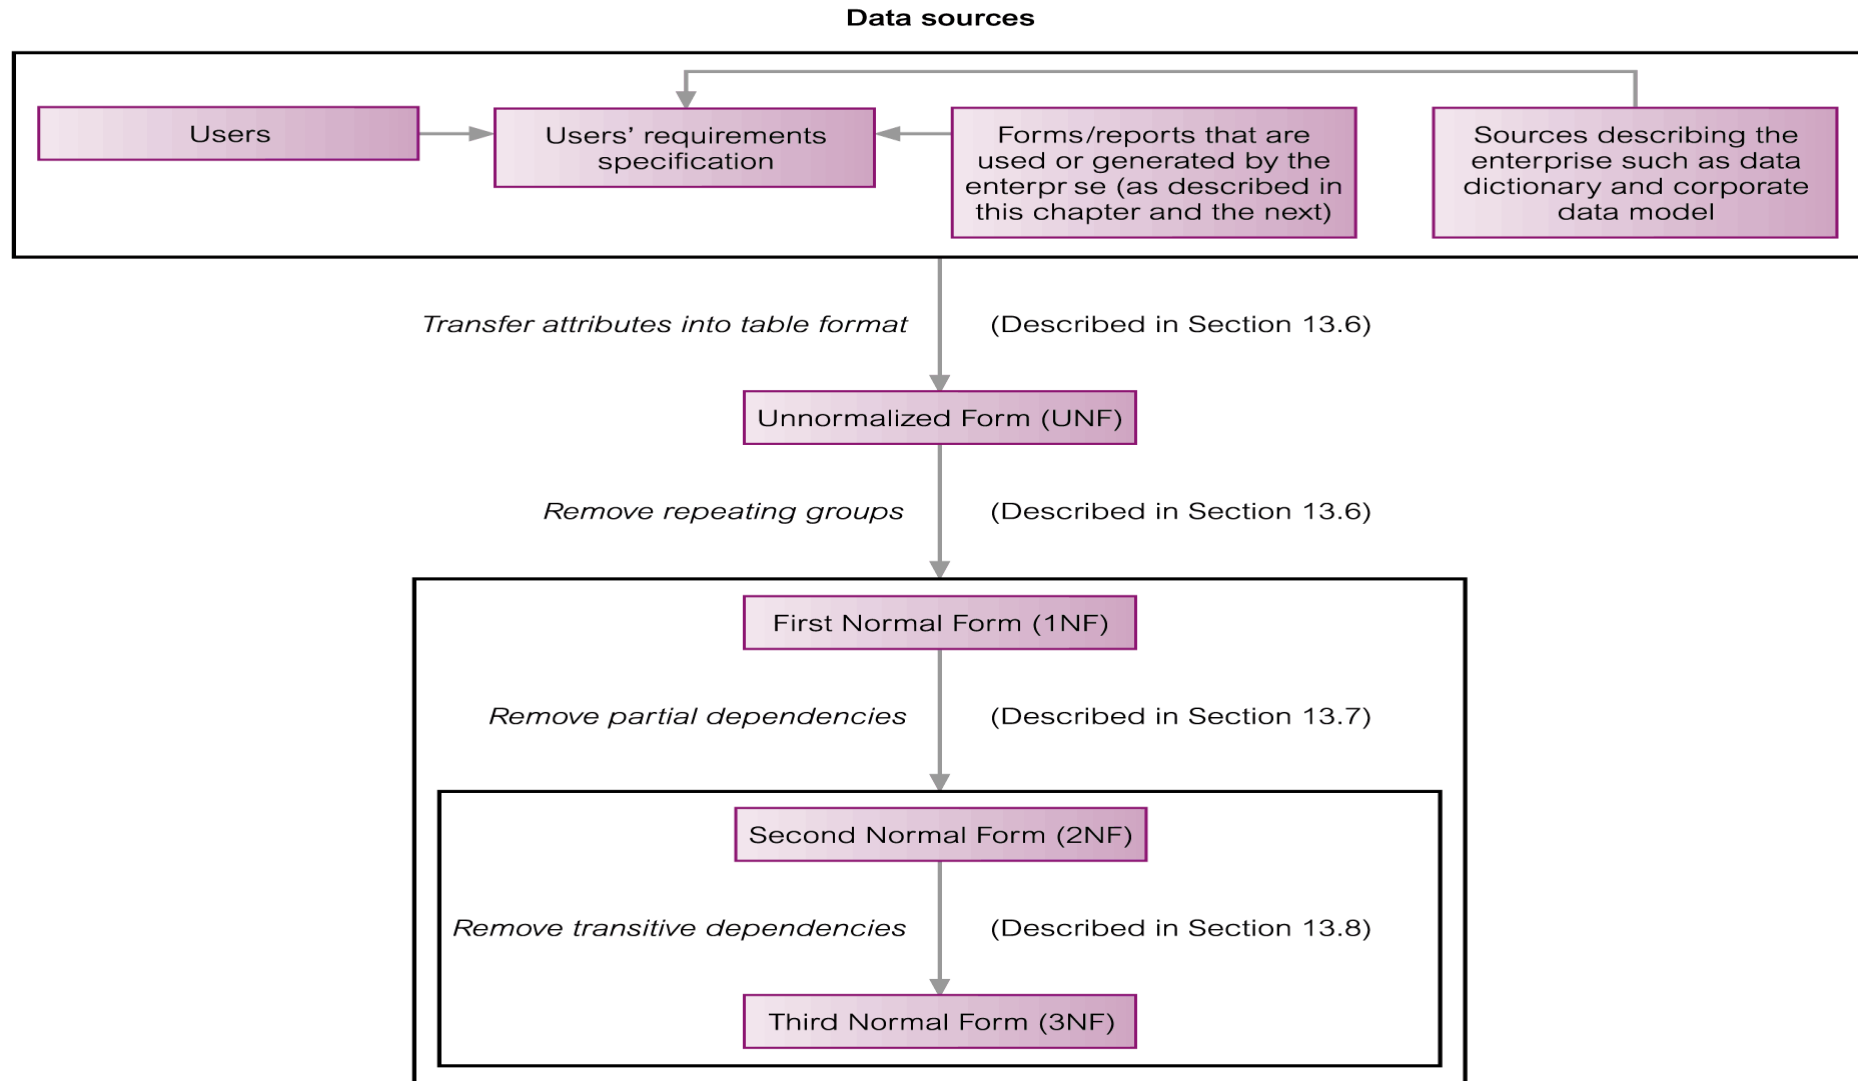 Data sources
Users
Users' requirements
specification
Forms/reports that are
used or generated by the
enterpr se (as described in
this chapter and the next)
Sources describing the
enterprise such as data
dictionary and corporate
data model
Transfer attributes into table format
(Described in Section 13.6)
Unnormalized Form (UNF)
Remove repeating groups
(Described in Section 13.6)
First Normal Form (1NF)
Remove partial dependencies
(Described in Section 13.7)
Second Normal Form (2NF)
Remove transitive dependencies
(Described in Section 13.8)
Third Normal Form (3NF)